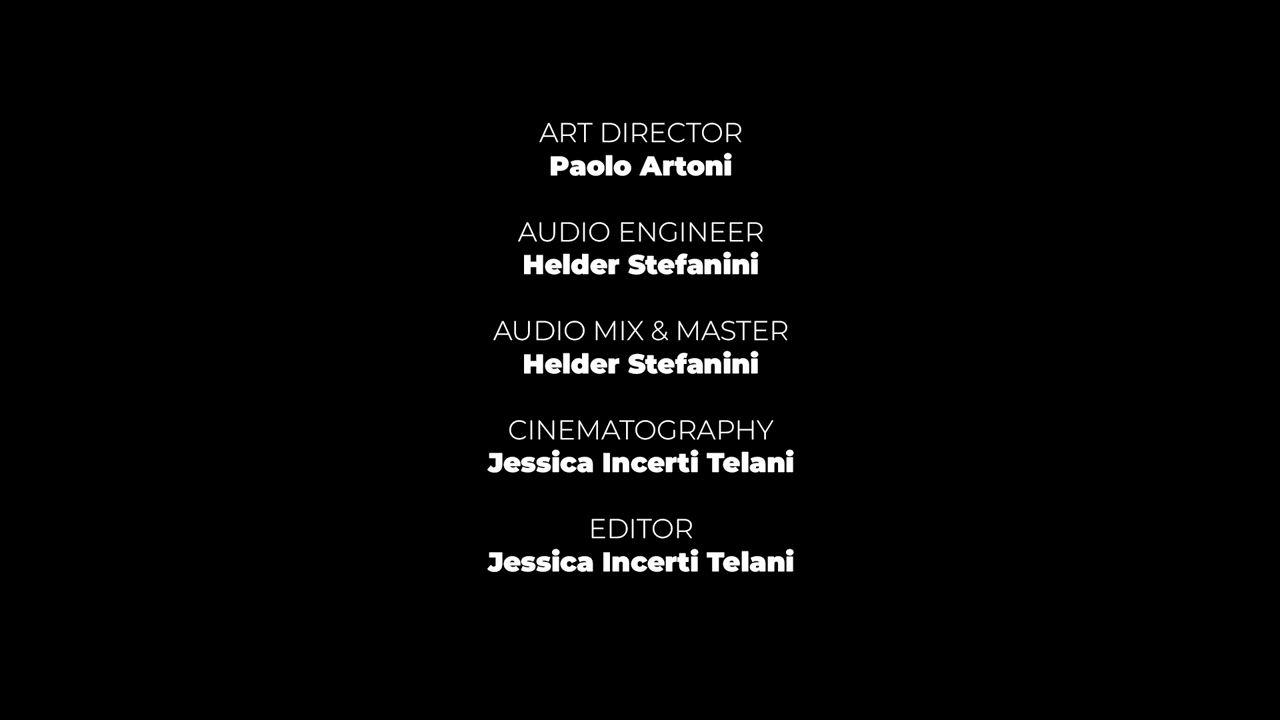 ART DIRECTOR
Paolo Artoni
AUDIO ENGINEER
Helder Stefanini
AUDIO MIX & MASTER
Helder Stefanini
CINEMATOGRAPHY
Jessica Incerti Telani
EDITOR
Jessica Incerti Telani